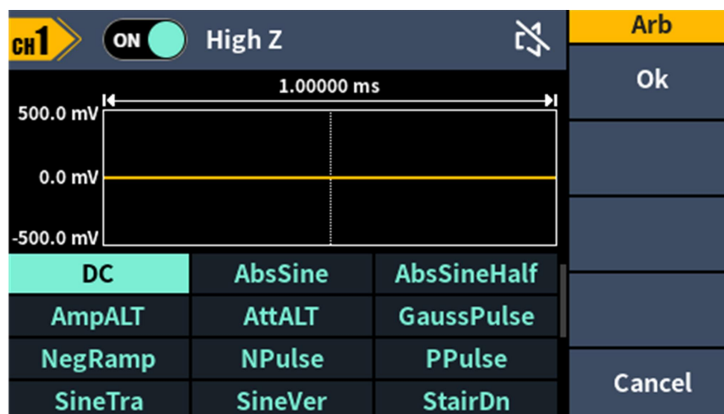 CH1 ON High Z Arb
1.00000 ms Ok
500.0 mV
0.0 mV
-500.0 mV
DC AbsSine AbsSineHalf
AmpALT AttALT GaussPulse
NegRamp NPulse PPulse
SineTra SineVer StairDn
Cancel